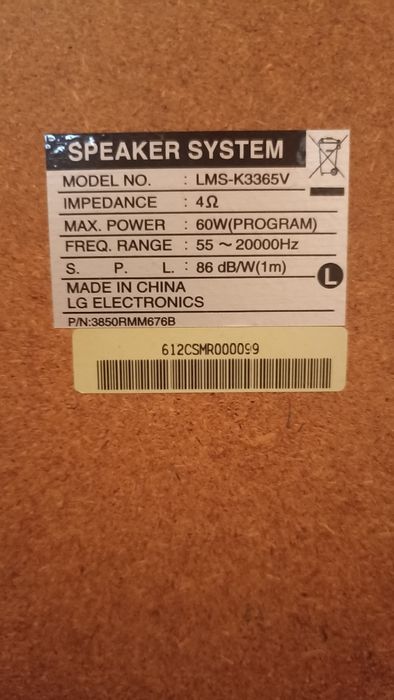 SPEAKER SYSTEM
MODEL NO. : LMS-K3365V
IMPEDANCE : 4Ω
MAX. POWER : 60W(PROGRAM)
FREQ. RANGE : 55 ~ 20000Hz
S. P. L. : 86 dB/W(1m)
L
MADE IN CHINA
LG ELECTRONICS
P/N:3850RMM676B
612CSMR000099